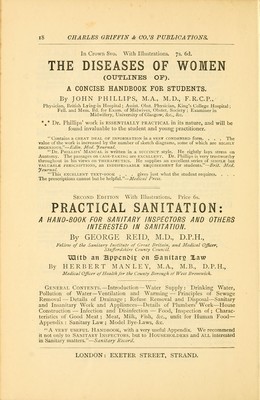 48 CHARLES GRIFFIN & CO.'S PUBLICATIONS.
In Crown 8vo. With Illustrations. 7s. 6d.
THE DISEASES OF WOMEN
(OUTLINES OF).
A CONCISE HANDBOOK FOR STUDENTS.
By JOHN PHILLIPS, M.A., M.D., F.R.C.P.,
Physician, British Lying-in Hospital; Assist. Obst. Physician, King's College Hospital;
Fell. and Mem. Bd. for Exam. of Midwives, Obstet. Society; Examiner in
Midwifery, University of Glasgow, &c., &c.
*** Dr. Phillips' work is ESSENTIALLY PRACTICAL in its nature, and will be
found invaluable to the student and young practitioner.
"Contains a GREAT DEAL OF INFORMATION in a VERY CONDENSED form. . . . The
value of the work is increased by the number of sketch diagrams, some of which are HIGHLY
INGENIOUS."—Edin. Med. Journal.
"DR. PHILLIPS' MANUAL is written in a SUCCINCT style. He rightly lays stress on
Anatomy. The passages on CASE-TAKING are EXCELLENT. Dr. Phillips is very trustworthy
throughout in his views on THERAPEUTICS. He supplies an excellent series of simple but
VALUABLE PRESCRIPTIONS, an INDISPENSABLE REQUIREMENT for students."—Brit. Med.
Journal.
"This EXCELLENT TEXT-BOOK . . . gives just what the student requires. . . .
The prescriptions cannot but be helpful."—Medical Press.
SECOND EDITION With Illustrations. Price 6s.
PRACTICAL SANITATION:
A HAND-BOOK FOR SANITARY INSPECTORS AND OTHERS
INTERESTED IN SANITATION.
By GEORGE REID, M.D., D.P.H.,
Fellow of the Sanitary Institute of Great Britain, and Medical Officer,
Staffordshire County Council.
With an Appendix on Sanitary Law
By HERBERT MANLEY, M.A., M.B., D.P.H.,
Medical Officer of Health for the County Borough of West Bromwich.
GENERAL CONTENTS.—Introduction—Water Supply: Drinking Water,
Pollution of Water—Ventilation and Warming—Principles of Sewage
Removal—Details of Drainage; Refuse Removal and Disposal—Sanitary
and Insanitary Work and Appliances—Details of Plumbers' Work—House
Construction—Infection and Disinfection—Food, Inspection of; Charac-
teristics of Good Meat; Meat, Milk, Fish, &c., unfit for Human Food—
Appendix: Sanitary Law; Model Bye-Laws, &c.
"A VERY USEFUL HANDBOOK, with a very useful Appendix. We recommend
it not only to SANITARY INSPECTORS, but to HOUSEHOLDERS and ALL interested
in Sanitary matters."—Sanitary Record.
LONDON: EXETER STREET, STRAND.